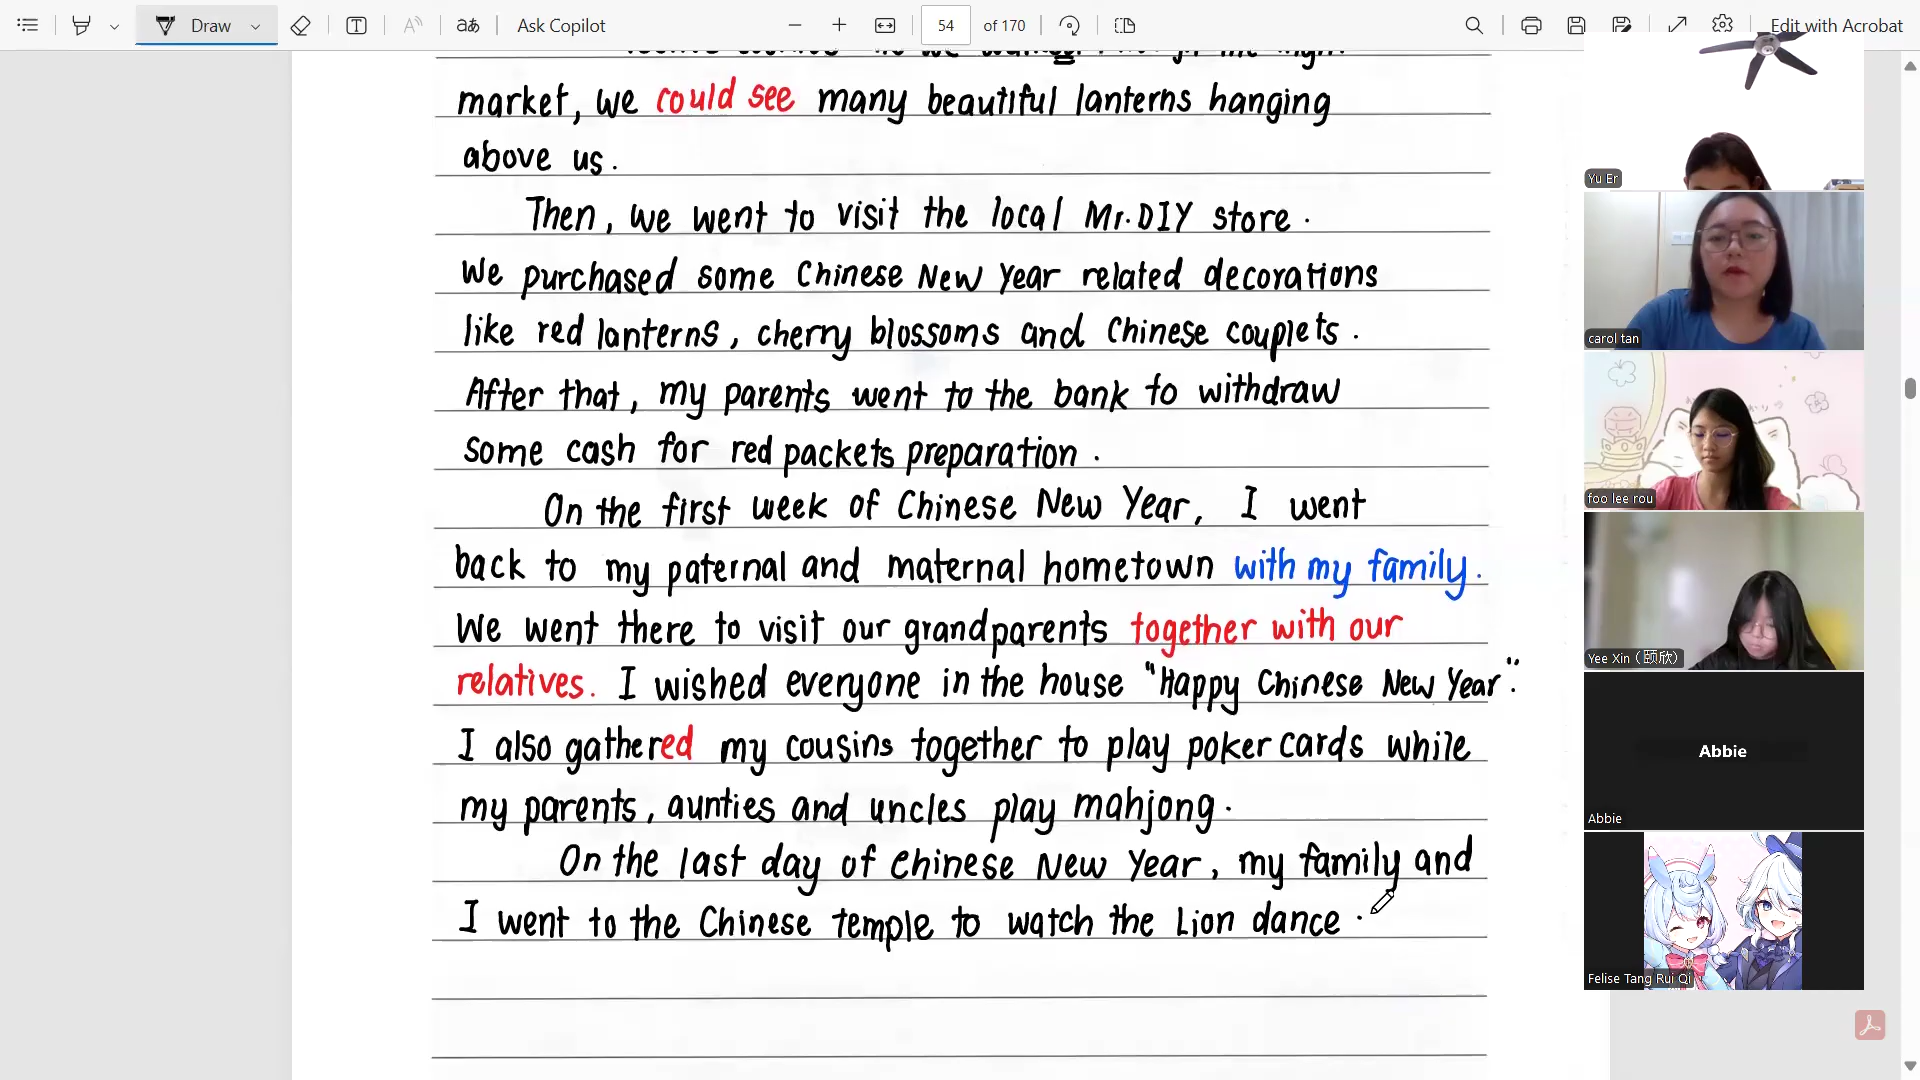 Draw
Ask Copilot
54 of 170
Edit with Acrobat
market, we could see many beautiful lanterns hanging
above us.
Then, we went to visit the local Mr.DIY store.
We purchased some Chinese New Year related decorations
like red lanterns, cherry blossoms and Chinese couplets.
After that, my parents went to the bank to withdraw
some cash for red packets preparation.
On the first week of Chinese New Year, I went
back to my paternal and maternal hometown with my family.
We went there to visit our grandparents together with our
relatives. I wished everyone in the house "Happy Chinese New Year".
I also gathered my cousins together to play poker cards while
my parents, aunties and uncles play mahjong.
On the last day of Chinese New Year, my family and
I went to the Chinese temple to watch the Lion dance.
Yu Er
carol tan
foo lee rou
Yee Xin (颐欣)
Abbie
Abbie
Felise Tang Rui Qi